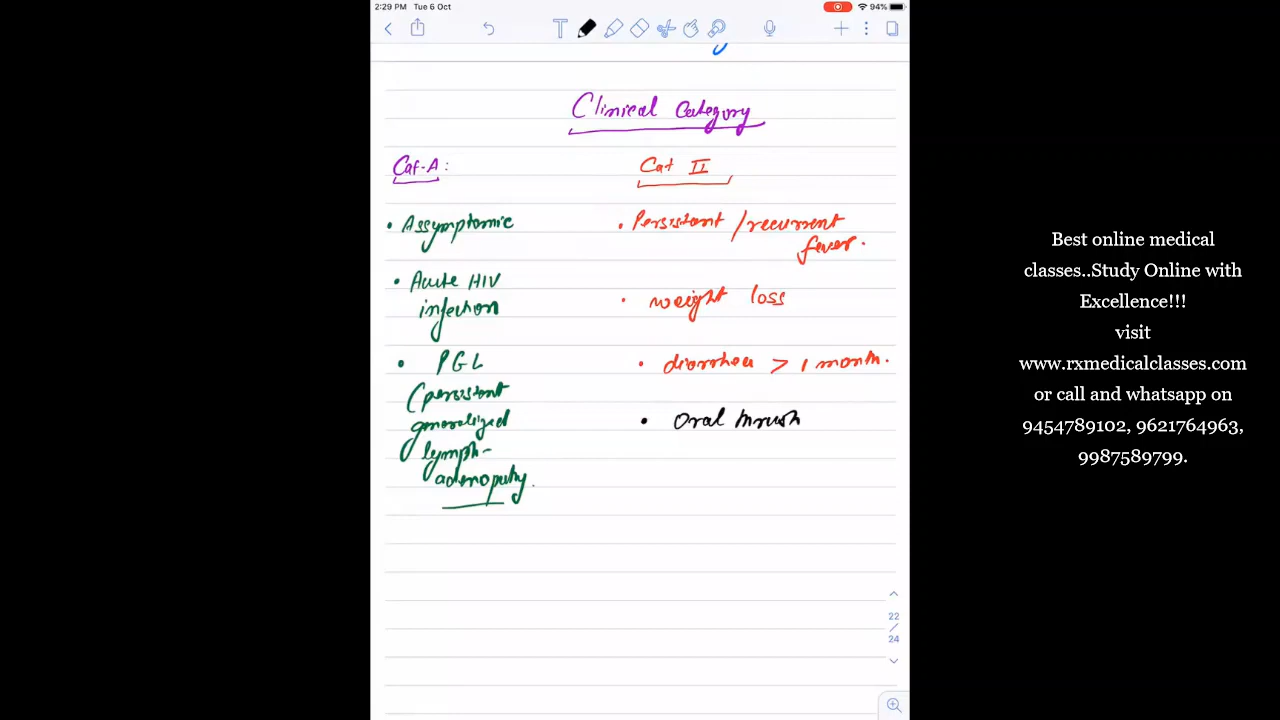 2:29 PM Tue 6 Oct
94%
Clinical Category
Cat-A:
• Assymptomic
• Acute HIV
infection
• PGL
(persistent
generalized
lymph-
adenopathy.
Cat II
• Persistent / recurrent
fever.
• weight loss
• diarrhea > 1 month.
• Oral thrush
22
/
24
Best online medical
classes..Study Online with
Excellence!!!
visit
www.rxmedicalclasses.com
or call and whatsapp on
9454789102, 9621764963,
9987589799.